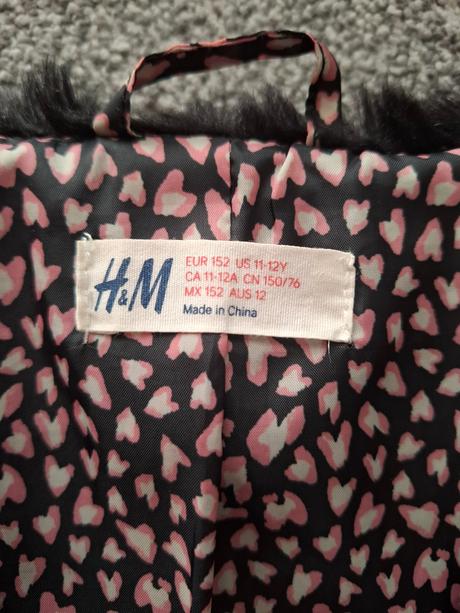 H&M
EUR 152 US 11-12Y
CA 11-12A CN 150/76
MX 152 AUS 12
Made in China